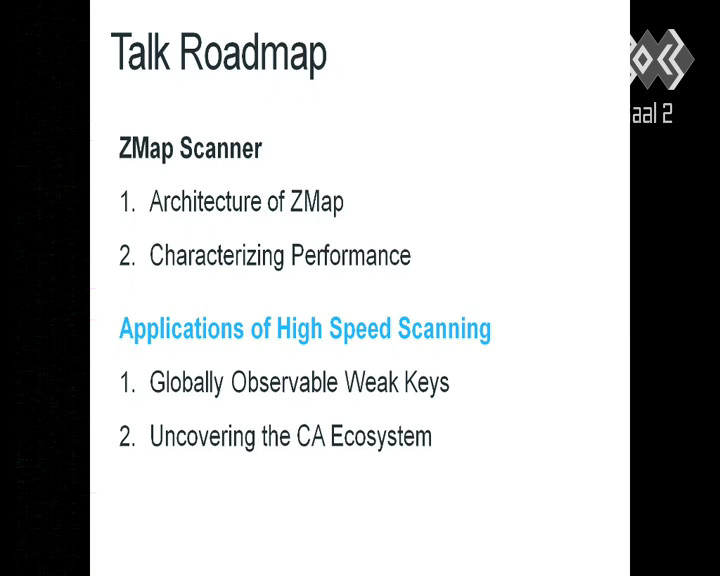 Talk Roadmap
ZMap Scanner
1. Architecture of ZMap
2. Characterizing Performance
Applications of High Speed Scanning
1. Globally Observable Weak Keys
2. Uncovering the CA Ecosystem
aal 2